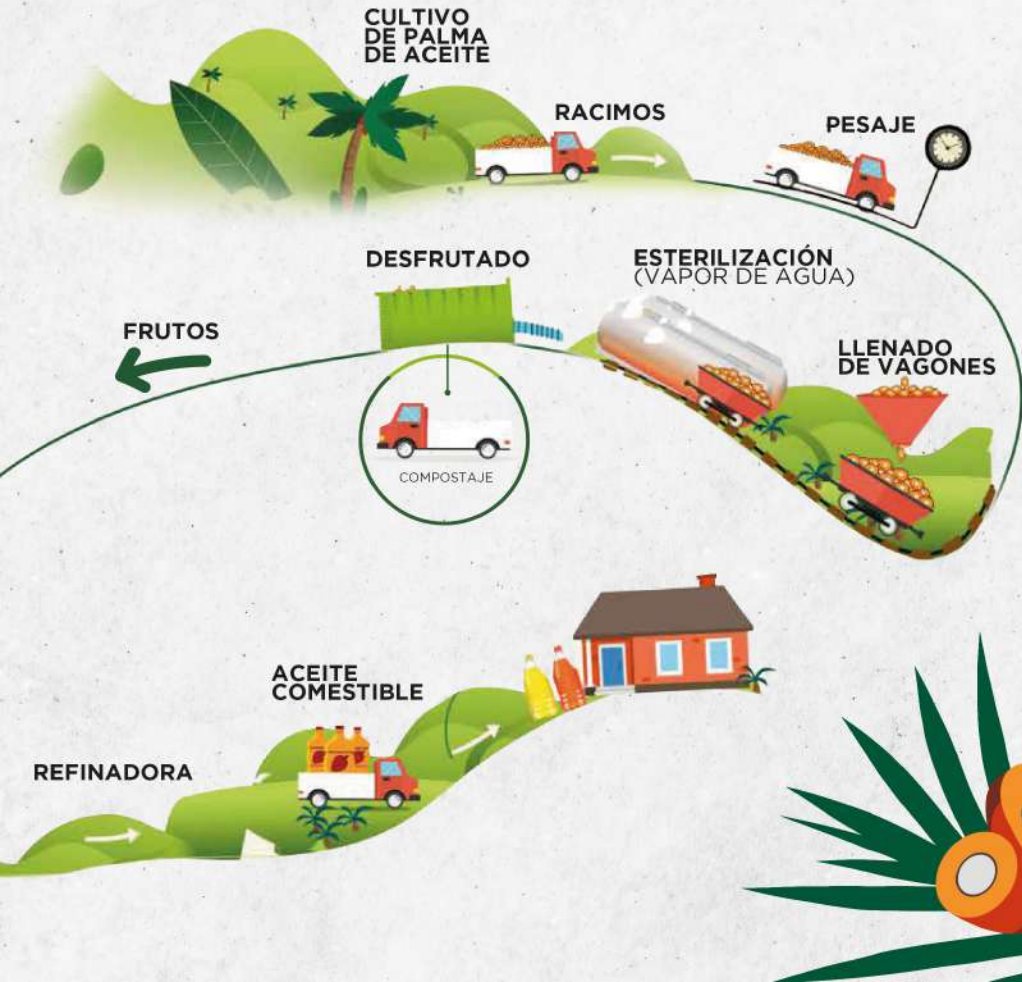 CULTIVO
DE PALMA
DE ACEITE
RACIMOS
PESAJE
DESFRUTADO
ESTERILIZACIÓN
(VAPOR DE AGUA)
FRUTOS
LLENADO
DE VAGONES
COMPOSTAJE
ACEITE
COMESTIBLE
REFINADORA